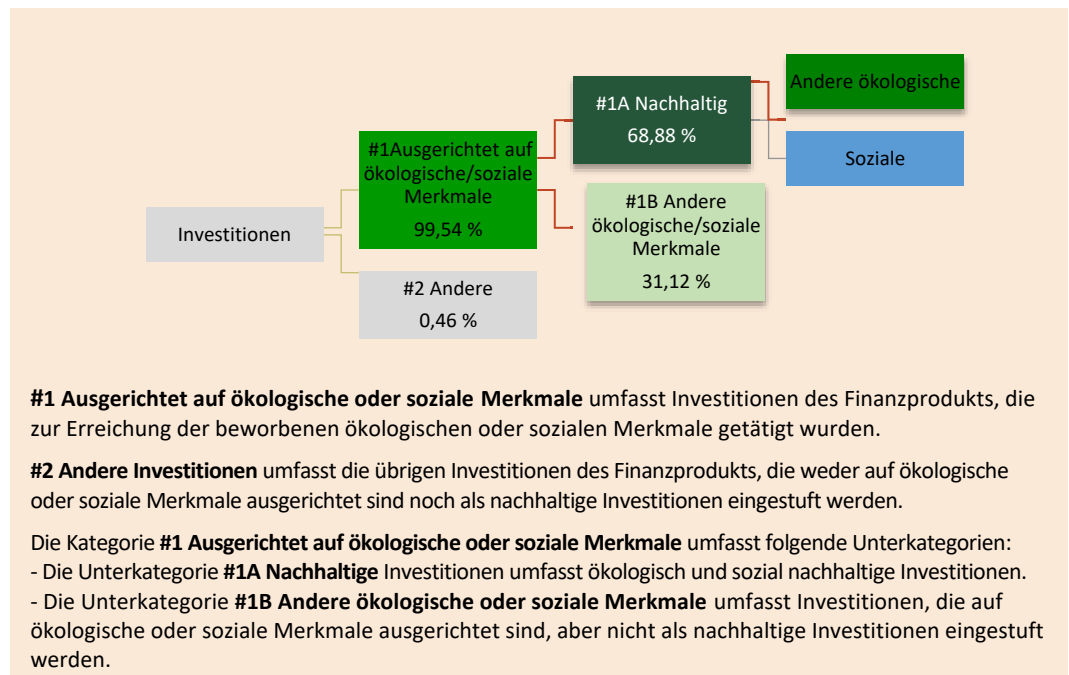 Investitionen
#1Ausgerichtet auf
ökologische/soziale
Merkmale
99,54 %
#2 Andere
0,46 %
#1A Nachhaltig
68,88 %
#1B Andere
ökologische/soziale
Merkmale
31,12 %
Andere ökologische
Soziale
#1 Ausgerichtet auf ökologische oder soziale Merkmale umfasst Investitionen des Finanzprodukts, die
zur Erreichung der beworbenen ökologischen oder sozialen Merkmale getätigt wurden.
#2 Andere Investitionen umfasst die übrigen Investitionen des Finanzprodukts, die weder auf ökologische
oder soziale Merkmale ausgerichtet sind noch als nachhaltige Investitionen eingestuft werden.
Die Kategorie #1 Ausgerichtet auf ökologische oder soziale Merkmale umfasst folgende Unterkategorien:
- Die Unterkategorie #1A Nachhaltige Investitionen umfasst ökologisch und sozial nachhaltige Investitionen.
- Die Unterkategorie #1B Andere ökologische oder soziale Merkmale umfasst Investitionen, die auf
ökologische oder soziale Merkmale ausgerichtet sind, aber nicht als nachhaltige Investitionen eingestuft
werden.